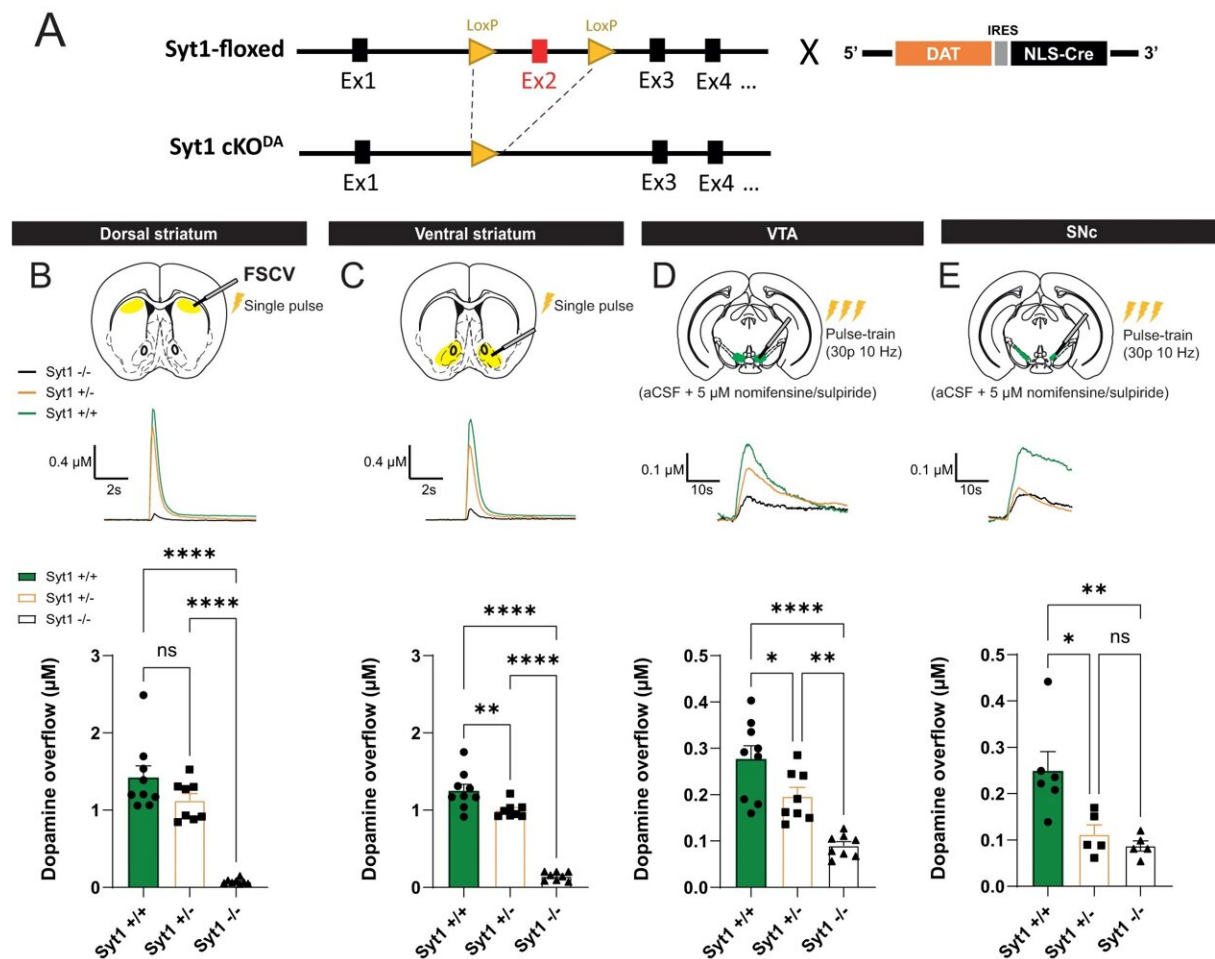 A
Syt1-floxed
LoxP
LoxP
Ex1
Ex2
Ex3
Ex4 ...
X
5'
DAT
IRES
NLS-Cre
3'
Syt1 cKOᴰᴬ
Ex1
Ex3
Ex4 ...
Dorsal striatum
B
FSCV
Single pulse
Syt1 -/-
Syt1 +/-
Syt1 +/+
0.4 µM
2s
Syt1 +/+
Syt1 +/-
Syt1 -/-
****
****
ns
Dopamine overflow (µM)
3
2
1
0
Syt1 +/+
Syt1 +/-
Syt1 -/-
Ventral striatum
C
Single pulse
0.4 µM
2s
****
****
**
Dopamine overflow (µM)
3
2
1
0
Syt1 +/+
Syt1 +/-
Syt1 -/-
VTA
D
Pulse-train
(30p 10 Hz)
(aCSF + 5 µM nomifensine/sulpiride)
0.1 µM
10s
****
*
**
Dopamine overflow (µM)
0.5
0.4
0.3
0.2
0.1
0.0
Syt1 +/+
Syt1 +/-
Syt1 -/-
SNc
E
Pulse-train
(30p 10 Hz)
(aCSF + 5 µM nomifensine/sulpiride)
0.1 µM
10s
**
*
ns
Dopamine overflow (µM)
0.5
0.4
0.3
0.2
0.1
0.0
Syt1 +/+
Syt1 +/-
Syt1 -/-